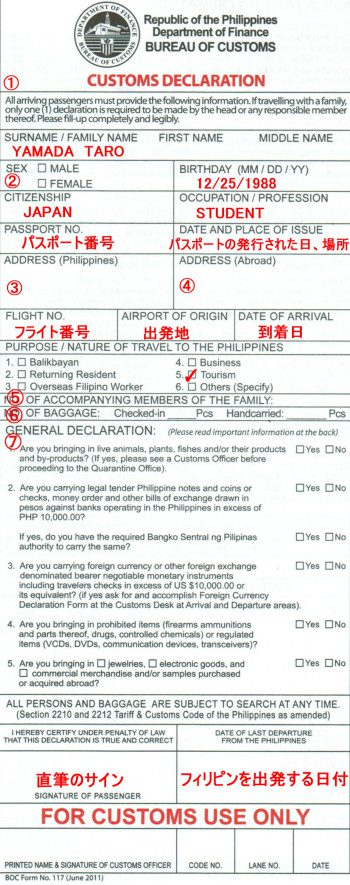 DEPARTMENT OF FINANCE
BUREAU OF CUSTOMS
Republic of the Philippines
Department of Finance
BUREAU OF CUSTOMS
①
CUSTOMS DECLARATION
All arriving passengers must provide the following information. If travelling with a family,
only one (1) declaration is required to be made by the head or any responsible member
thereof. Please fill-up completely and legibly.
SURNAME / FAMILY NAME FIRST NAME MIDDLE NAME
YAMADA TARO
SEX □ MALE BIRTHDAY (MM / DD / YY)
② □ FEMALE 12/25/1988
CITIZENSHIP OCCUPATION / PROFESSION
JAPAN STUDENT
PASSPORT NO. DATE AND PLACE OF ISSUE
パスポート番号 パスポートの発行された日、場所
ADDRESS (Philippines) ADDRESS (Abroad)
③ ④
FLIGHT NO. AIRPORT OF ORIGIN DATE OF ARRIVAL
フライト番号 出発地 到着日
PURPOSE / NATURE OF TRAVEL TO THE PHILIPPINES
1. □ Balikbayan 4. □ Business
2. □ Returning Resident 5. ✓ Tourism
3. □ Overseas Filipino Worker 6. □ Others (Specify)
⑤ OF ACCOMPANYING MEMBERS OF THE FAMILY:
⑥ OF BAGGAGE: Checked-in ____ Pcs Handcarried: ____ Pcs
GENERAL DECLARATION: (Please read important information at the back)
⑦ Are you bringing in live animals, plants, fishes and/or their products □ Yes □ No
and by-products? (If yes, please see a Customs Officer before
proceeding to the Quarantine Office).
2. Are you carrying legal tender Philippine notes and coins or □ Yes □ No
checks, money order and other bills of exchange drawn in
pesos against banks operating in the Philippines in excess of
PHP 10,000.00?
If yes, do you have the required Bangko Sentral ng Pilipinas □ Yes □ No
authority to carry the same?
3. Are you carrying foreign currency or other foreign exchange □ Yes □ No
denominated bearer negotiable monetary instruments
including travelers checks in excess of US $10,000.00 or
its equivalent? (if yes ask for and accomplish Foreign Currency
Declaration Form at the Customs Desk at Arrival and Departure areas).
4. Are you bringing in prohibited items (firearms ammunitions □ Yes □ No
and parts thereof, drugs, controlled chemicals) or regulated
items (VCDs, DVDs, communication devices, transceivers)?
5. Are you bringing in □ jewelries, □ electronic goods, and □ Yes □ No
□ commercial merchandise and/or samples purchased
or acquired abroad?
ALL PERSONS AND BAGGAGE ARE SUBJECT TO SEARCH AT ANY TIME.
(Section 2210 and 2212 Tariff & Customs Code of the Philippines as amended)
I HEREBY CERTIFY UNDER PENALTY OF LAW
THAT THIS DECLARATION IS TRUE AND CORRECT
DATE OF LAST DEPARTURE
FROM THE PHILIPPINES
直筆のサイン フィリピンを出発する日付
SIGNATURE OF PASSENGER
FOR CUSTOMS USE ONLY
PRINTED NAME & SIGNATURE OF CUSTOMS OFFICER CODE NO. LANE NO. DATE
BOC Form No. 117 (June 2011)